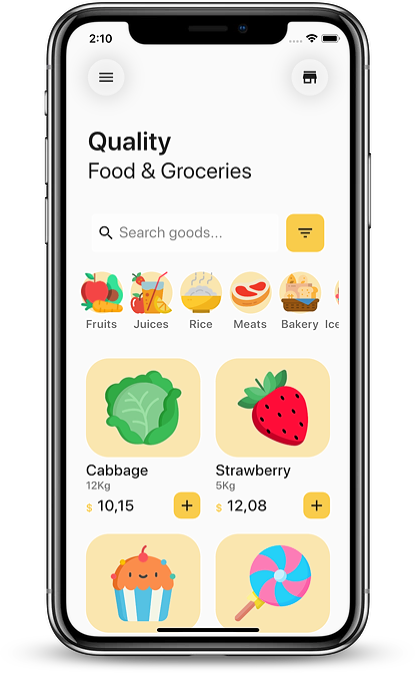 2:10
Quality
Food & Groceries
Search goods...
Fruits Juices Rice Meats Bakery Ice
Cabbage Strawberry
12Kg 5Kg
$ 10,15 + $ 12,08 +